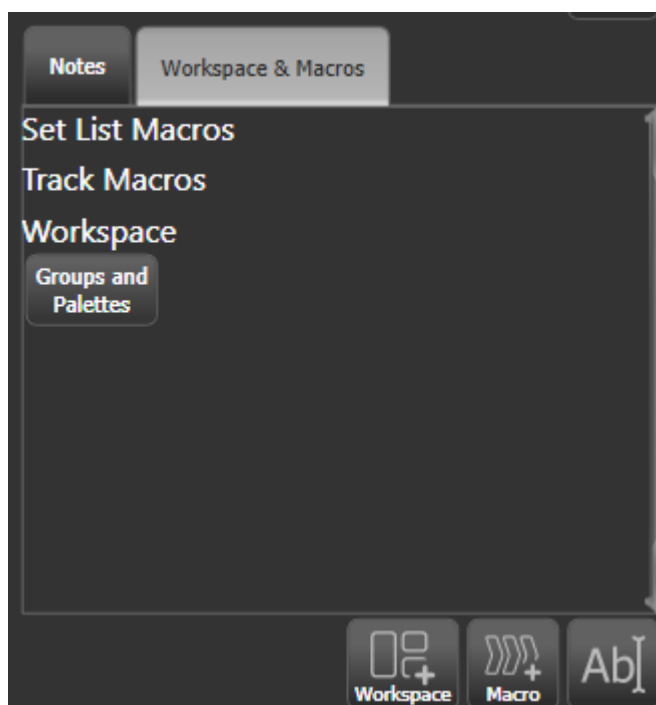 Notes
Workspace & Macros
Set List Macros
Track Macros
Workspace
Groups and
Palettes
Workspace
Macro
Ab